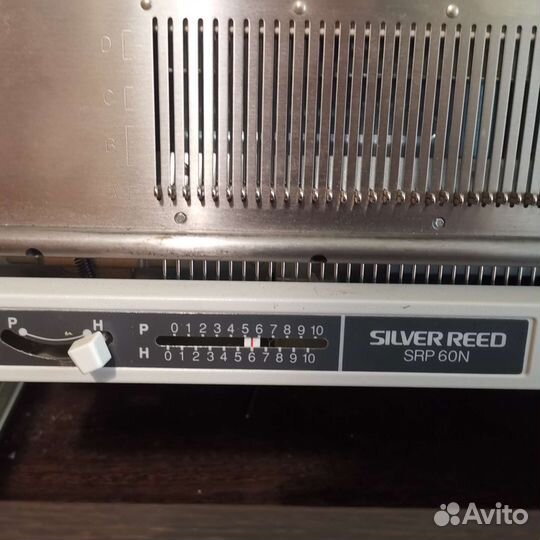 D
C
B
A
P H
P 0 1 2 3 4 5 6 7 8 9 10
H 0 1 2 3 4 5 6 7 8 9 10
SILVER REED
SRP 60N
Avito